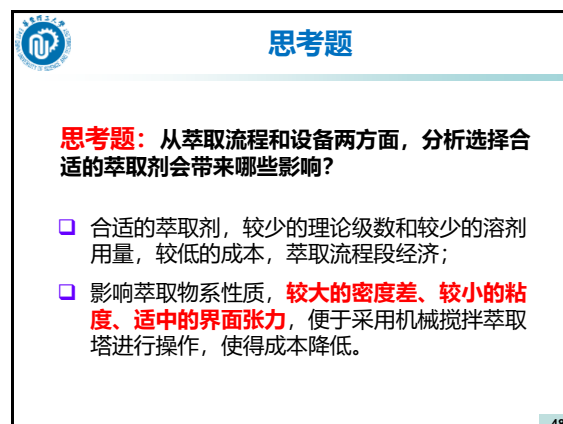 思考题
思考题：从萃取流程和设备两方面，分析选择合
适的萃取剂会带来哪些影响？
合适的萃取剂，较少的理论级数和较少的溶剂
用量，较低的成本，萃取流程段经济；
影响萃取物系性质，较大的密度差、较小的粘
度、适中的界面张力，便于采用机械搅拌萃取
塔进行操作，使得成本降低。